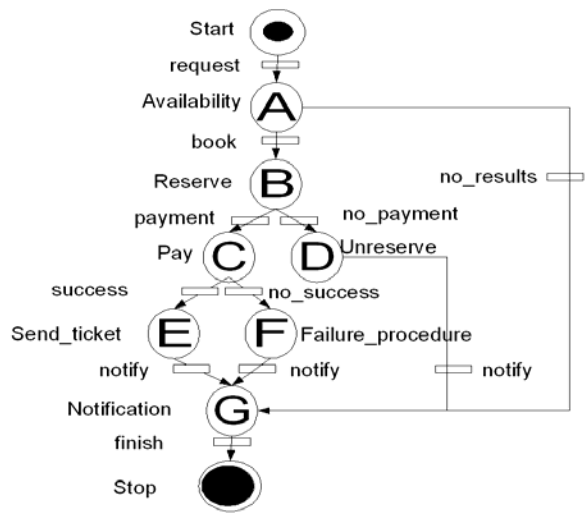 Start
request
Availability A
book
no_results
Reserve B
payment no_payment
Pay C D Unreserve
success no_success
Send_ticket E F Failure_procedure
notify notify notify
Notification G
finish
Stop